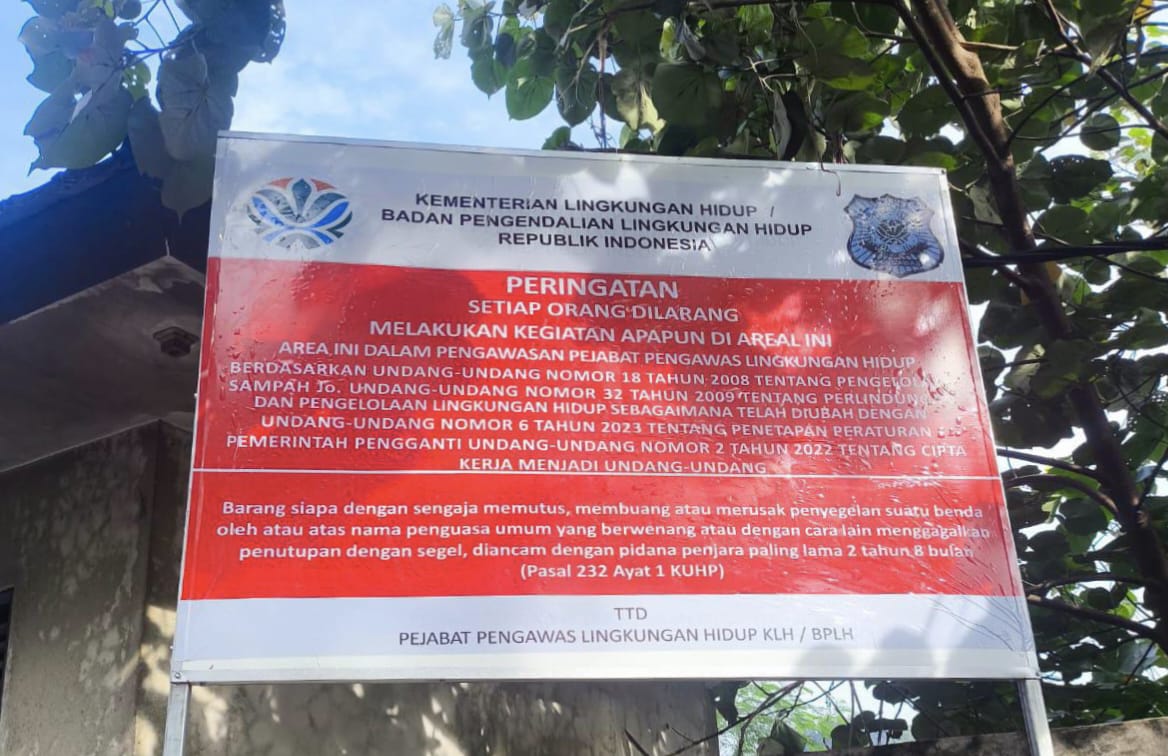 KEMENTERIAN LINGKUNGAN HIDUP /
BADAN PENGENDALIAN LINGKUNGAN HIDUP
REPUBLIK INDONESIA
PERINGATAN
SETIAP ORANG DILARANG
MELAKUKAN KEGIATAN APAPUN DI AREAL INI
AREA INI DALAM PENGAWASAN PEJABAT PENGAWAS LINGKUNGAN HIDUP
BERDASARKAN UNDANG-UNDANG NOMOR 18 TAHUN 2008 TENTANG
SAMPAH Jo. UNDANG-UNDANG NOMOR 32 TAHUN 2009 TENTANG
DAN PENGELOLAAN LINGKUNGAN HIDUP SEBAGAIMANA TELAH DIUBAH DENGAN
UNDANG-UNDANG NOMOR 6 TAHUN 2023 TENTANG PENETAPAN PERATURAN
PEMERINTAH PENGGANTI UNDANG-UNDANG NOMOR 2 TAHUN 2022 TENTANG CIPTA
KERJA MENJADI UNDANG-UNDANG
Barang siapa dengan sengaja memutus, membuang atau merusak penyegelan suatu benda
oleh atau atas nama penguasa umum yang berwenang atau dengan cara lain menggagalkan
penutupan dengan segel, diancam dengan pidana penjara paling lama 2 tahun 8 bulan
(Pasal 232 Ayat 1 KUHP)
TTD
PEJABAT PENGAWAS LINGKUNGAN HIDUP KLH / BPLH